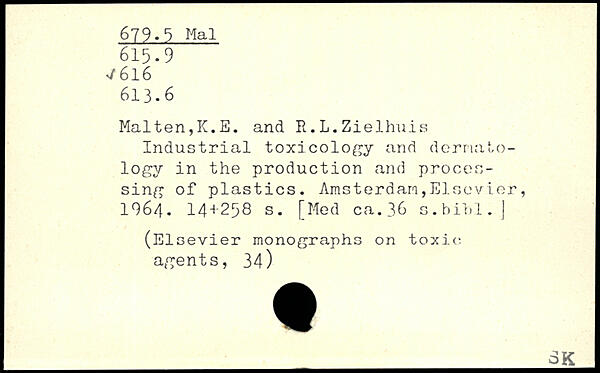 679.5 Mal
615.9
✓616
613.6
Malten,K.E. and R.L.Zielhuis
Industrial toxicology and dermato-
logy in the production and proces-
sing of plastics. Amsterdam,Elsevier,
1964. 14+258 s. [Med ca.36 s.bibl.]
(Elsevier monographs on toxic
agents, 34)
SK